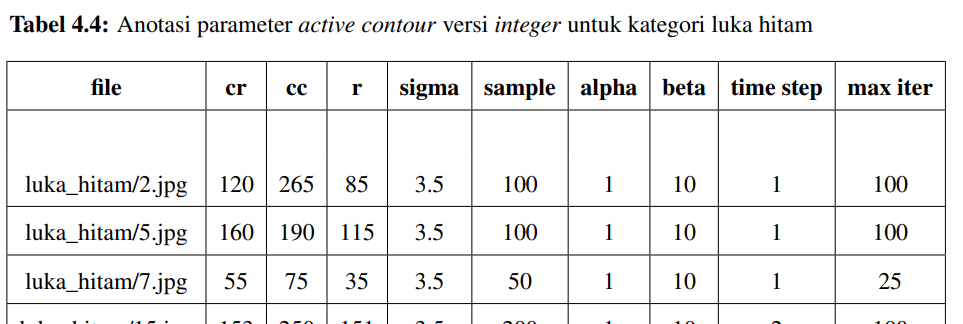 Tabel 4.4: Anotasi parameter active contour versi integer untuk kategori luka hitam
file cr cc r sigma sample alpha beta time step max iter
luka_hitam/2.jpg 120 265 85 3.5 100 1 10 1 100
luka_hitam/5.jpg 160 190 115 3.5 100 1 10 1 100
luka_hitam/7.jpg 55 75 35 3.5 50 1 10 1 25